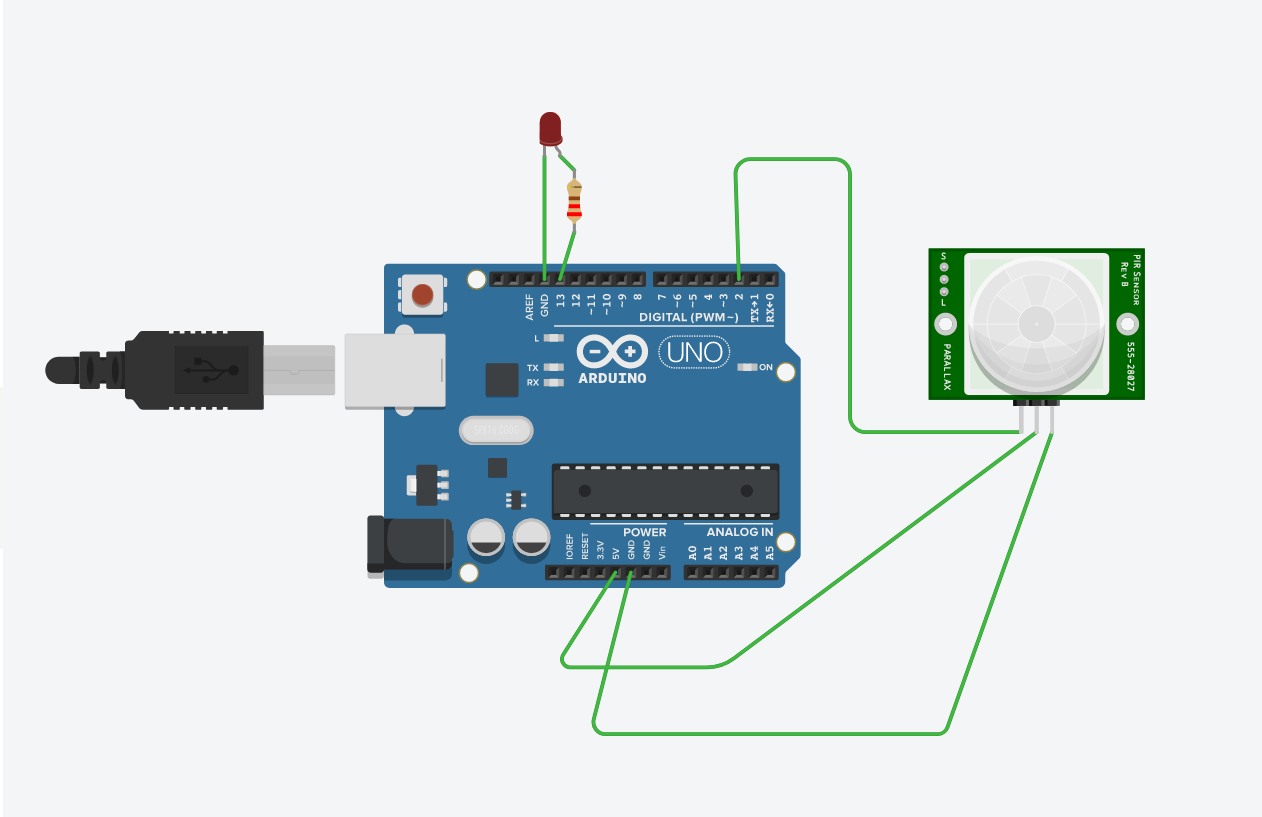 S
L
PARALLAX
PIR SENSOR
REV B
555-28027
AREF
GND
13
12
~11
~10
~9
8
7
~6
~5
4
~3
2
TX→1
RX←0
DIGITAL (PWM~)
L
TX
RX
ARDUINO
UNO
ON
POWER
ANALOG IN
IOREF
RESET
3.3V
5V
GND
GND
Vin
A0
A1
A2
A3
A4
A5